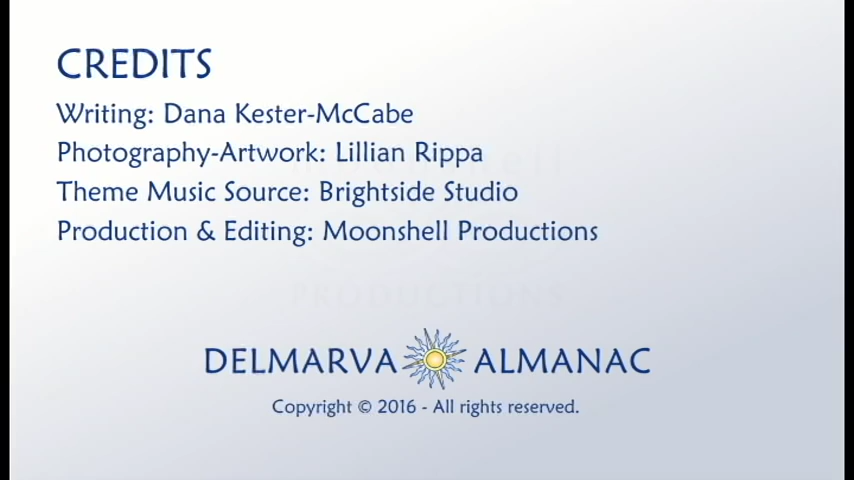 CREDITS
Writing: Dana Kester-McCabe
Photography-Artwork: Lillian Rippa
Theme Music Source: Brightside Studio
Production & Editing: Moonshell Productions
PRODUCTIONS
DELMARVA ALMANAC
Copyright © 2016 - All rights reserved.